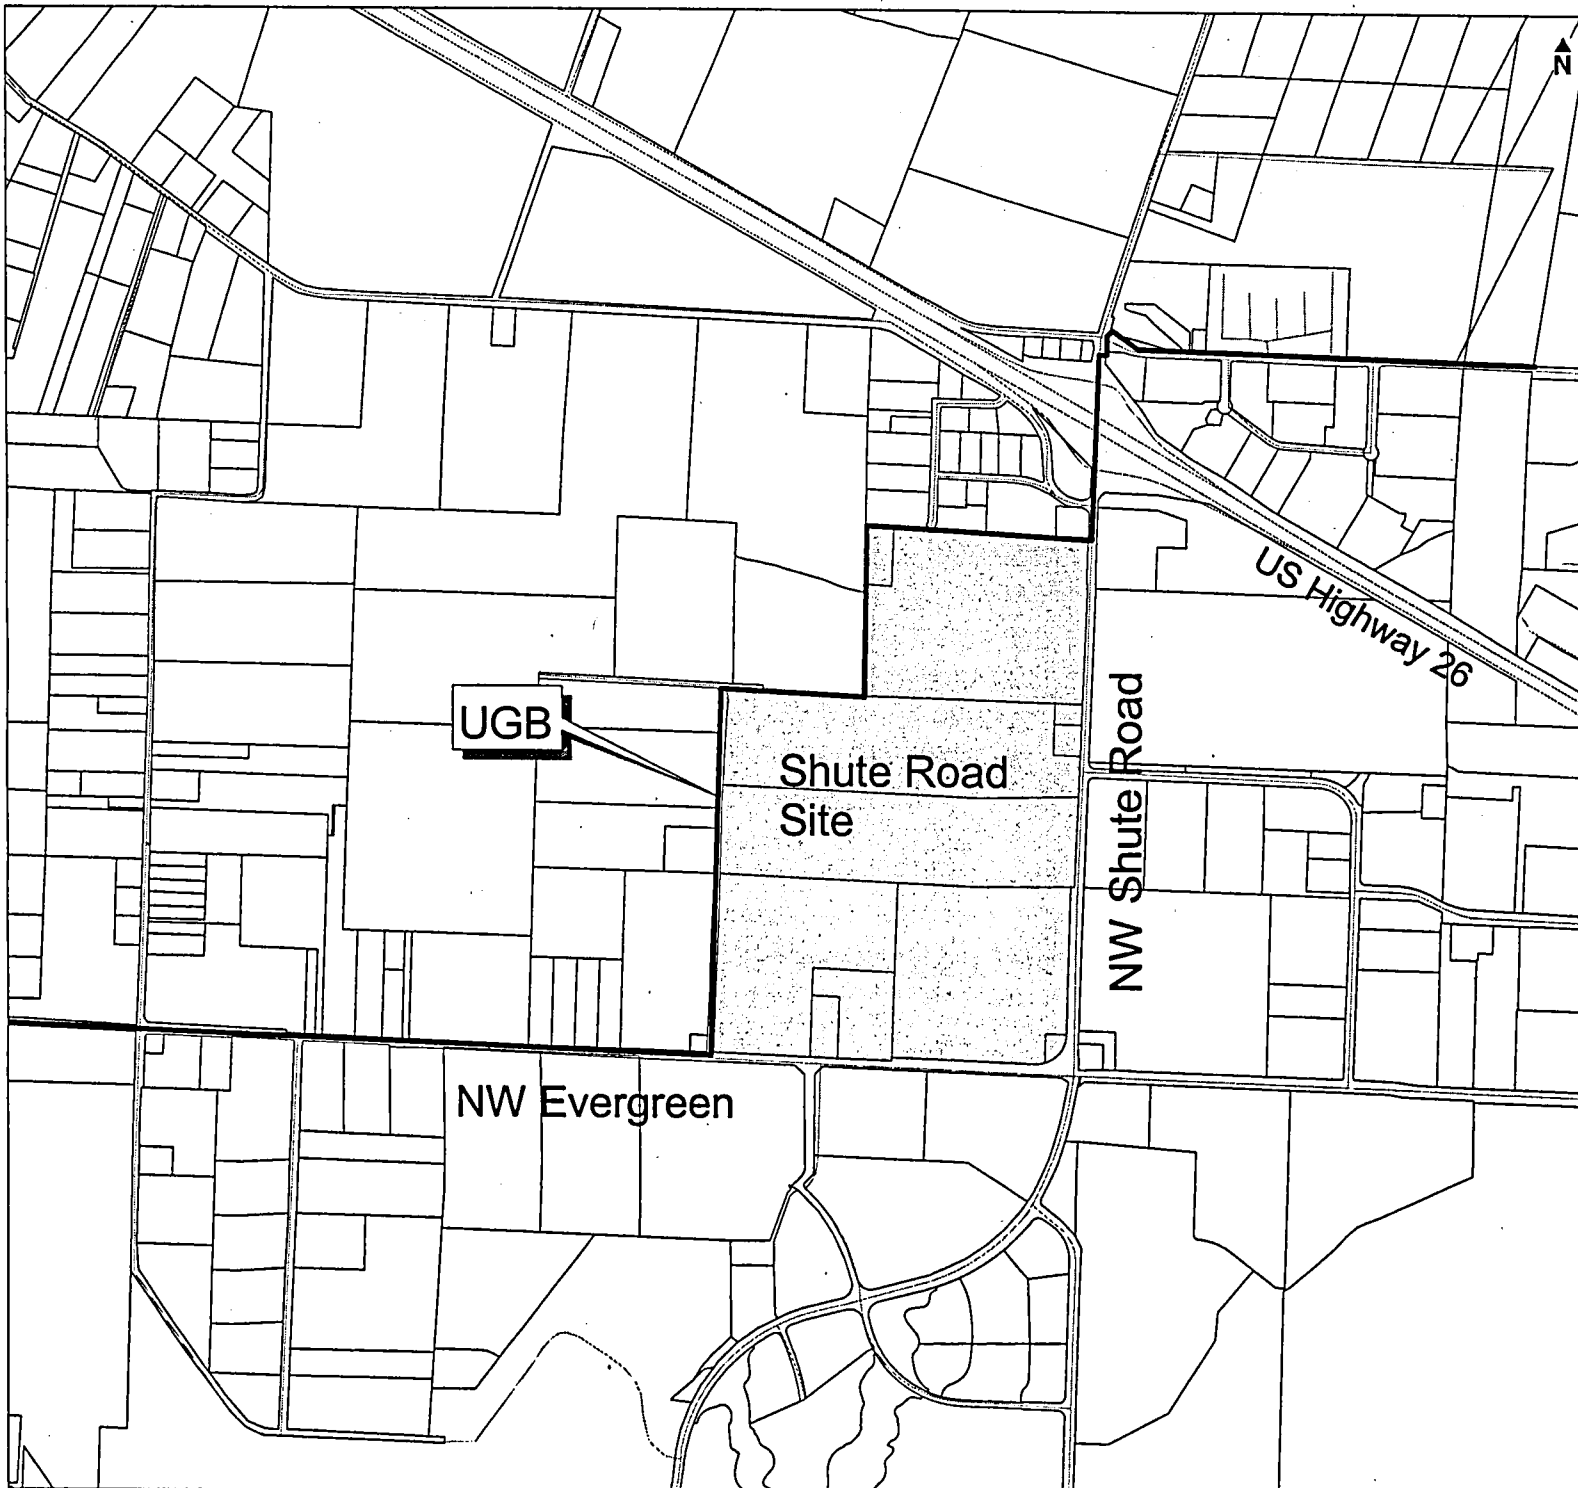 N
US Highway 26
UGB
Shute Road
Site
NW Shute Road
NW Evergreen